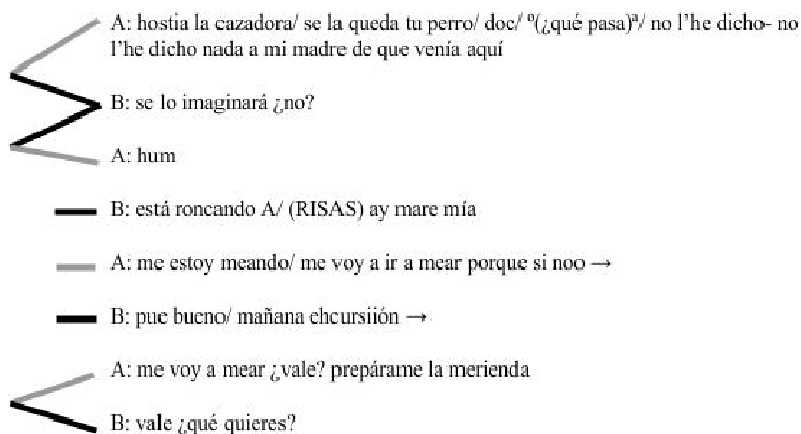 A: hostia la cazadora/ se la queda tu perro/ doc/ º(¿qué pasa)ª/ no l'he dicho- no
l'he dicho nada a mi madre de que venía aquí
B: se lo imaginará ¿no?
A: hum
B: está roncando A/ (RISAS) ay mare mía
A: me estoy meando/ me voy a ir a mear porque si noo →
B: pue bueno/ mañana ehcursiión →
A: me voy a mear ¿vale? prepárame la merienda
B: vale ¿qué quieres?